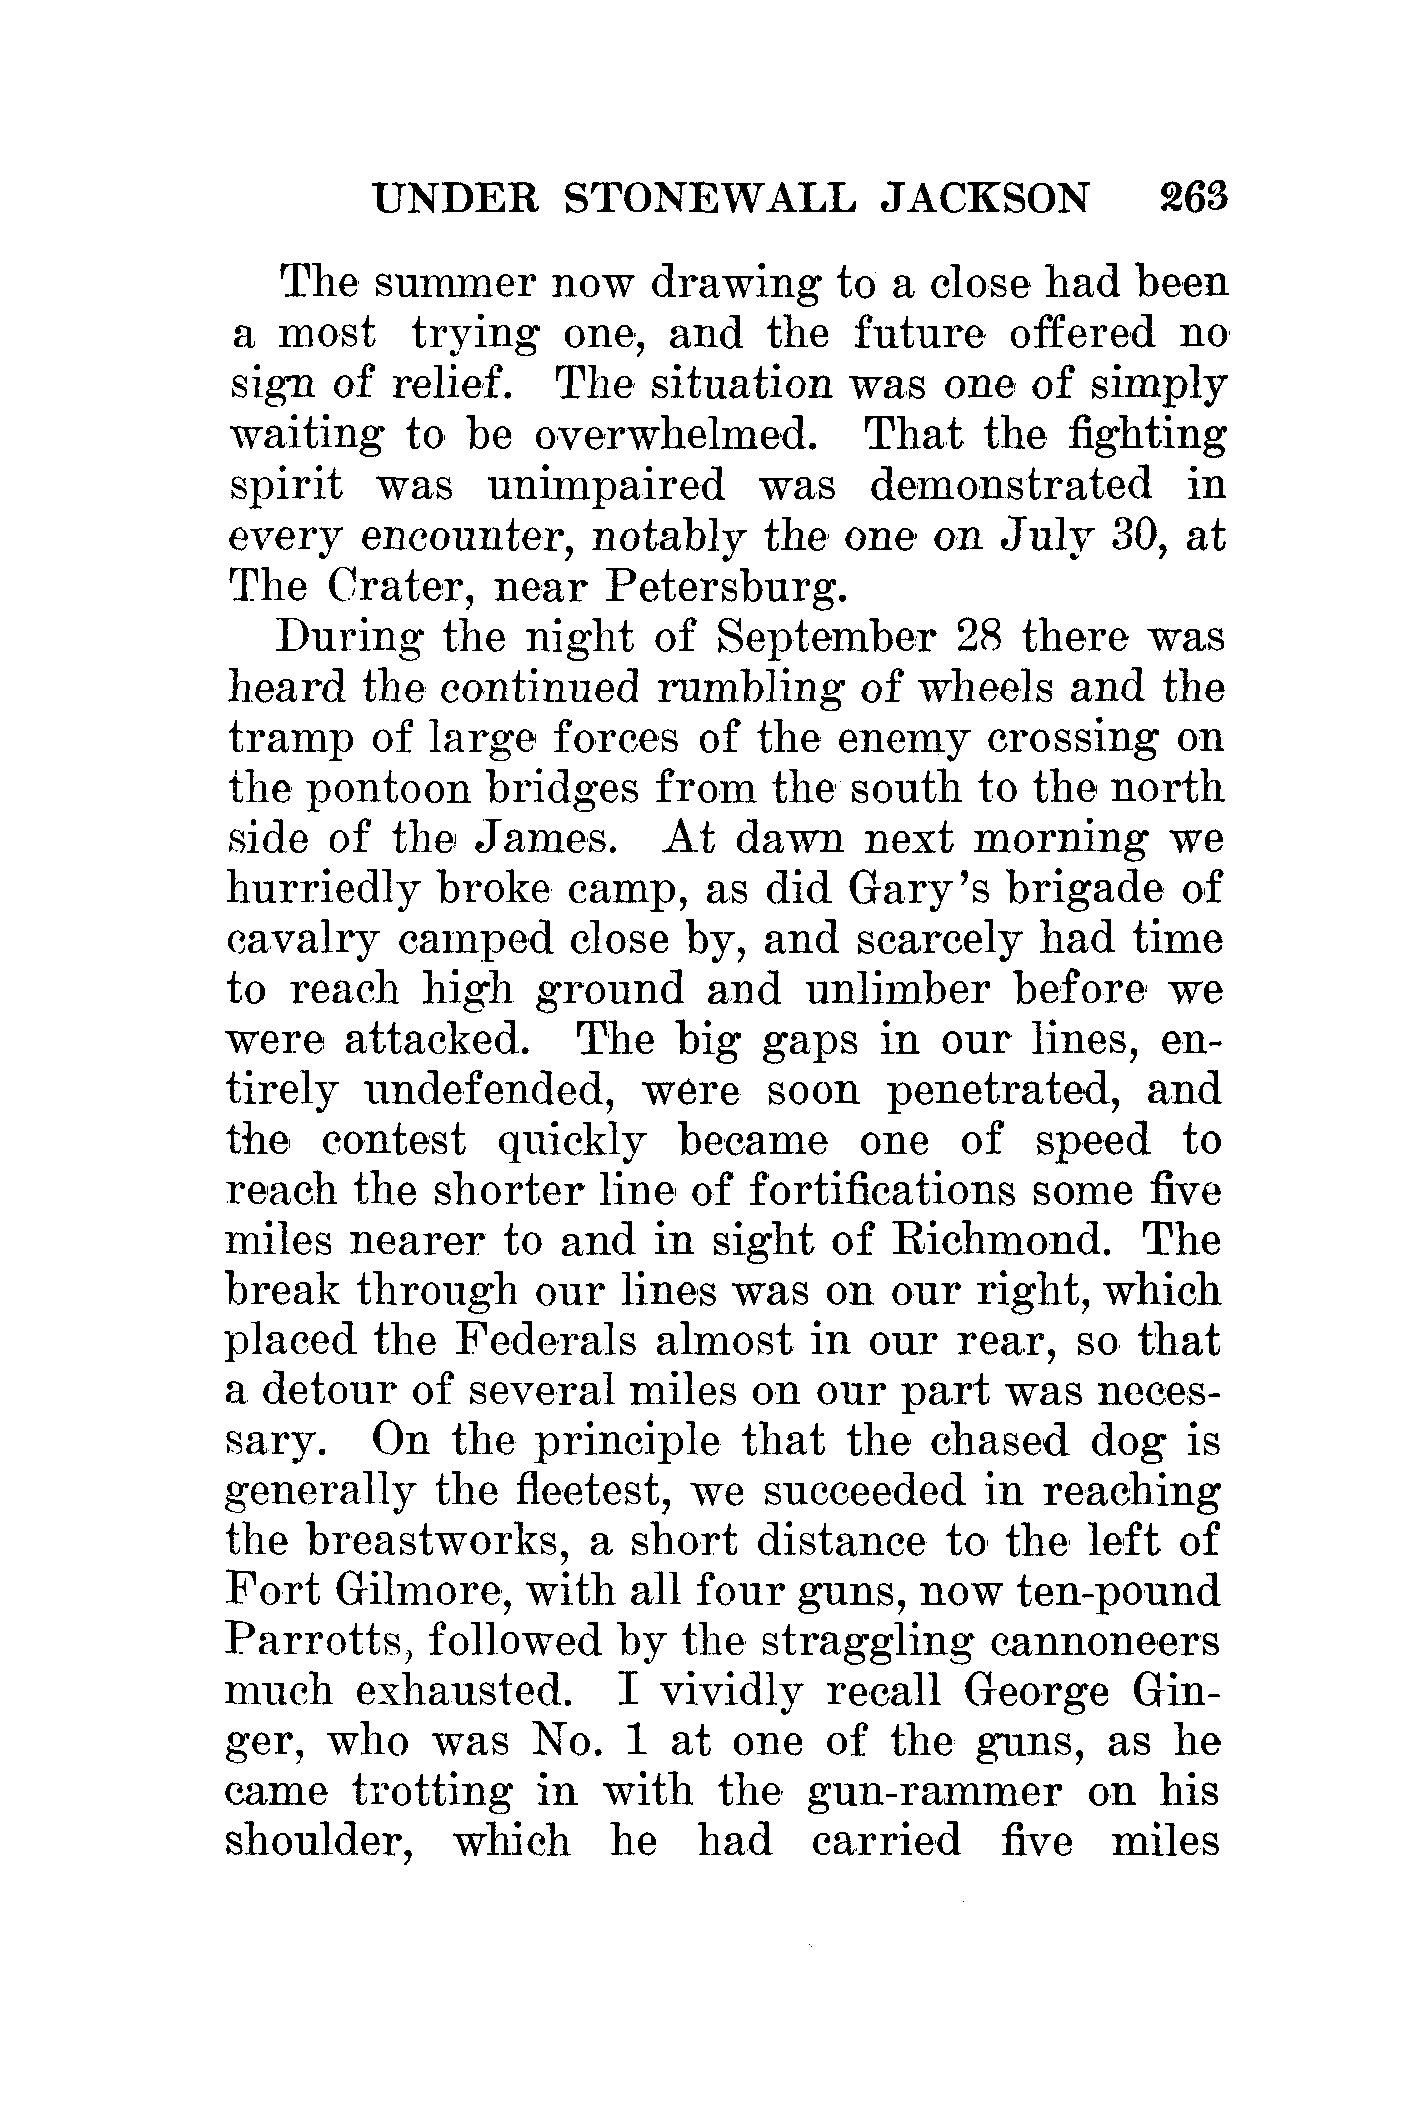 UNDER STONEWALL JACKSON 263
The summer now drawing to a close had been
a most trying one, and the future offered no
sign of relief. The situation was one of simply
waiting to be overwhelmed. That the fighting
spirit was unimpaired was demonstrated in
every encounter, notably the one on July 30, at
The Crater, near Petersburg.
During the night of September 28 there was
heard the continued rumbling of wheels and the
tramp of large forces of the enemy crossing on
the pontoon bridges from the south to the north
side of the James. At dawn next morning we
hurriedly broke camp, as did Gary's brigade of
cavalry camped close by, and scarcely had time
to reach high ground and unlimber before we
were attacked. The big gaps in our lines, en-
tirely undefended, were soon penetrated, and
the contest quickly became one of speed to
reach the shorter line of fortifications some five
miles nearer to and in sight of Richmond. The
break through our lines was on our right, which
placed the Federals almost in our rear, so that
a detour of several miles on our part was neces-
sary. On the principle that the chased dog is
generally the fleetest, we succeeded in reaching
the breastworks, a short distance to the left of
Fort Gilmore, with all four guns, now ten-pound
Parrotts, followed by the straggling cannoneers
much exhausted. I vividly recall George Gin-
ger, who was No. 1 at one of the guns, as he
came trotting in with the gun-rammer on his
shoulder, which he had carried five miles